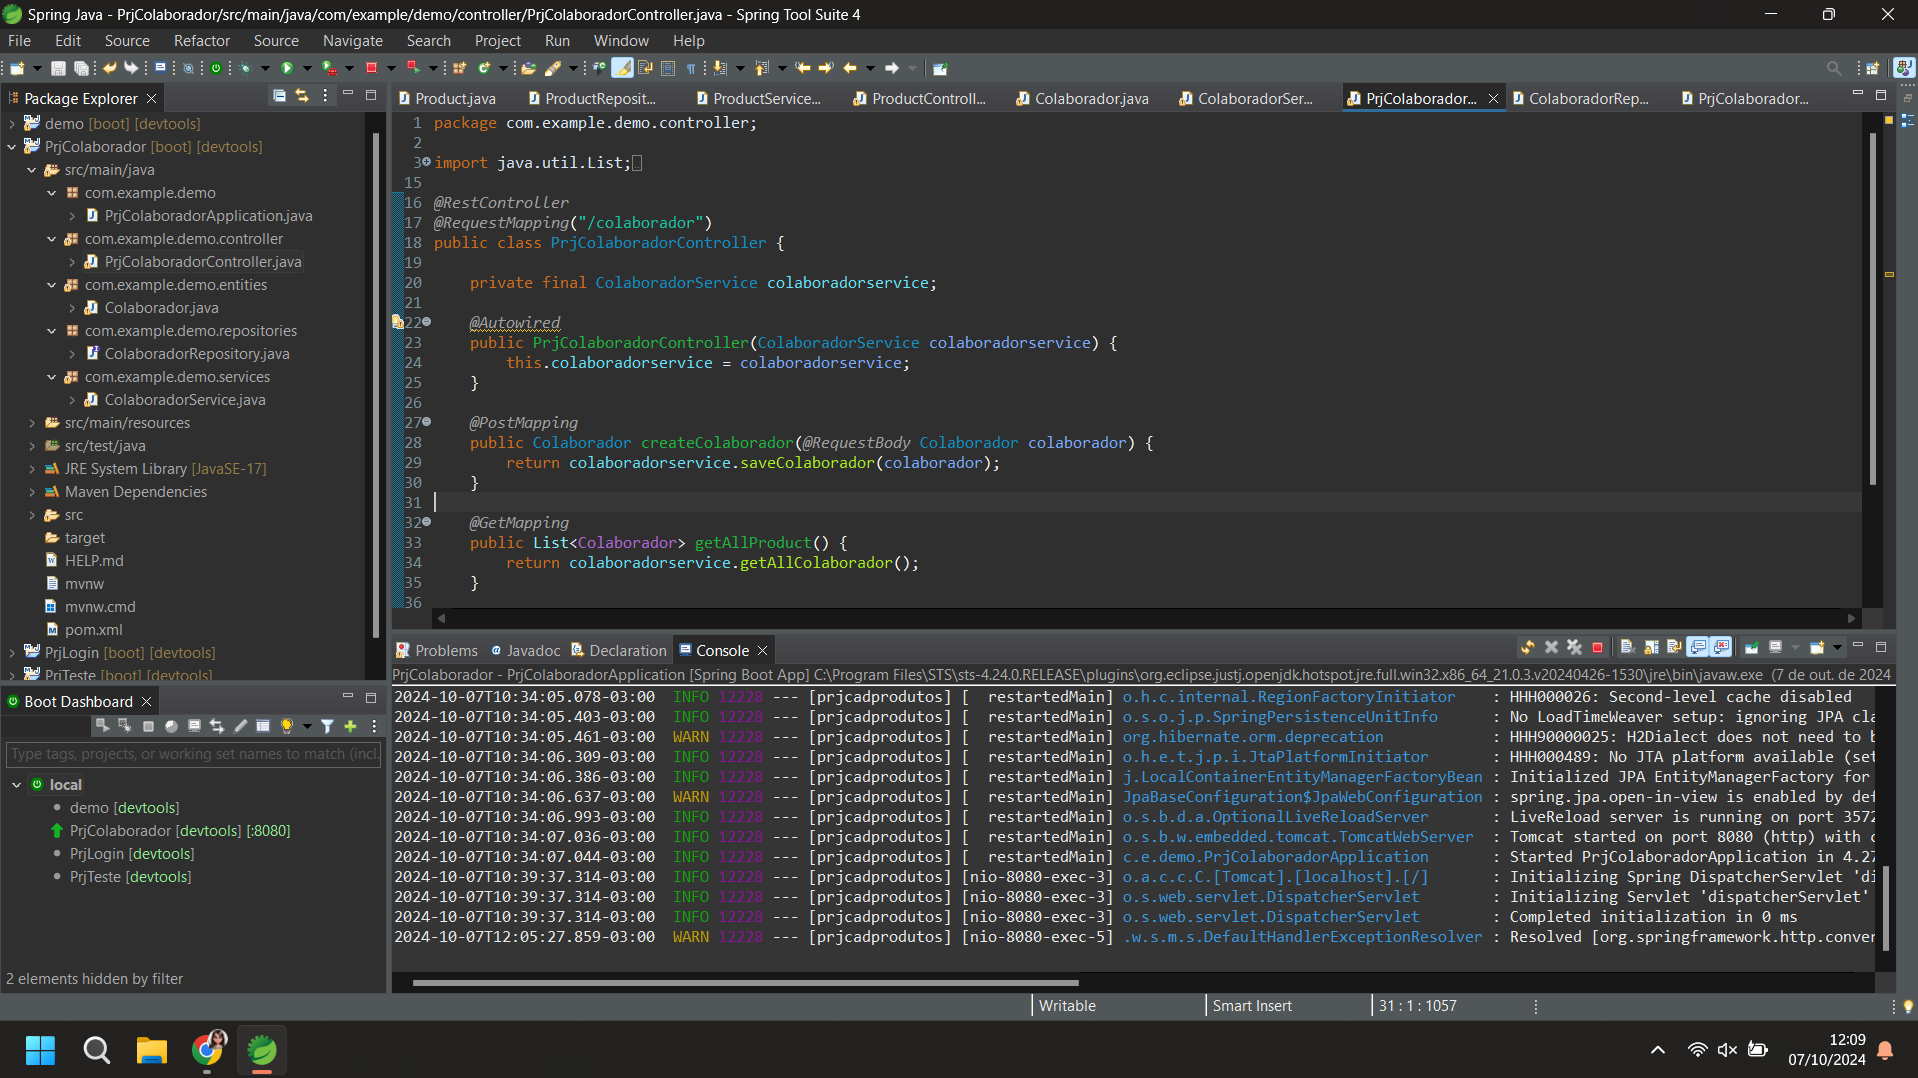 Spring Java - PrjColaborador/src/main/java/com/example/demo/controller/PrjColaboradorController.java - Spring Tool Suite 4
File Edit Source Refactor Source Navigate Search Project Run Window Help
Package Explorer
demo [boot] [devtools]
PrjColaborador [boot] [devtools]
src/main/java
com.example.demo
PrjColaboradorApplication.java
com.example.demo.controller
PrjColaboradorController.java
com.example.demo.entities
Colaborador.java
com.example.demo.repositories
ColaboradorRepository.java
com.example.demo.services
ColaboradorService.java
src/main/resources
src/test/java
JRE System Library [JavaSE-17]
Maven Dependencies
src
target
HELP.md
mvnw
mvnw.cmd
pom.xml
PrjLogin [boot] [devtools]
PrjTeste [boot] [devtools]
Product.java ProductReposit... ProductService... ProductControll... Colaborador.java ColaboradorSer... PrjColaborador... ColaboradorRep... PrjColaborador...
1 package com.example.demo.controller;
2
3 import java.util.List;
15
16 @RestController
17 @RequestMapping("/colaborador")
18 public class PrjColaboradorController {
19
20 private final ColaboradorService colaboradorservice;
21
22 @Autowired
23 public PrjColaboradorController(ColaboradorService colaboradorservice) {
24 this.colaboradorservice = colaboradorservice;
25 }
26
27 @PostMapping
28 public Colaborador createColaborador(@RequestBody Colaborador colaborador) {
29 return colaboradorservice.saveColaborador(colaborador);
30 }
31
32 @GetMapping
33 public List<Colaborador> getAllProduct() {
34 return colaboradorservice.getAllColaborador();
35 }
36
Boot Dashboard
Type tags, projects, or working set names to match (incl.
local
demo [devtools]
PrjColaborador [devtools] [:8080]
PrjLogin [devtools]
PrjTeste [devtools]
2 elements hidden by filter
Problems Javadoc Declaration Console
PrjColaborador - PrjColaboradorApplication [Spring Boot App] C:\Program Files\STS\sts-4.24.0.RELEASE\plugins\org.eclipse.justj.openjdk.hotspot.jre.full.win32.x86_64_21.0.3.v20240426-1530\jre\bin\javaw.exe (7 de out. de 2024
2024-10-07T10:34:05.078-03:00 INFO 12228 --- [prjcadprodutos] [ restartedMain] o.h.c.internal.RegionFactoryInitiator : HHH000026: Second-level cache disabled
2024-10-07T10:34:05.403-03:00 INFO 12228 --- [prjcadprodutos] [ restartedMain] o.s.o.j.p.SpringPersistenceUnitInfo : No LoadTimeWeaver setup: ignoring JPA cla
2024-10-07T10:34:05.461-03:00 WARN 12228 --- [prjcadprodutos] [ restartedMain] org.hibernate.orm.deprecation : HHH90000025: H2Dialect does not need to b
2024-10-07T10:34:06.309-03:00 INFO 12228 --- [prjcadprodutos] [ restartedMain] o.h.e.t.j.p.i.JtaPlatformInitiator : HHH000489: No JTA platform available (set
2024-10-07T10:34:06.386-03:00 INFO 12228 --- [prjcadprodutos] [ restartedMain] j.LocalContainerEntityManagerFactoryBean : Initialized JPA EntityManagerFactory for
2024-10-07T10:34:06.637-03:00 WARN 12228 --- [prjcadprodutos] [ restartedMain] JpaBaseConfiguration$JpaWebConfiguration : spring.jpa.open-in-view is enabled by def
2024-10-07T10:34:06.993-03:00 INFO 12228 --- [prjcadprodutos] [ restartedMain] o.s.b.d.a.OptionalLiveReloadServer : LiveReload server is running on port 3572
2024-10-07T10:34:07.036-03:00 INFO 12228 --- [prjcadprodutos] [ restartedMain] o.s.b.w.embedded.tomcat.TomcatWebServer : Tomcat started on port 8080 (http) with c
2024-10-07T10:34:07.044-03:00 INFO 12228 --- [prjcadprodutos] [ restartedMain] c.e.demo.PrjColaboradorApplication : Started PrjColaboradorApplication in 4.27
2024-10-07T10:39:37.314-03:00 INFO 12228 --- [prjcadprodutos] [nio-8080-exec-3] o.a.c.c.C.[Tomcat].[localhost].[/] : Initializing Spring DispatcherServlet 'di
2024-10-07T10:39:37.314-03:00 INFO 12228 --- [prjcadprodutos] [nio-8080-exec-3] o.s.web.servlet.DispatcherServlet : Initializing Servlet 'dispatcherServlet'
2024-10-07T10:39:37.314-03:00 INFO 12228 --- [prjcadprodutos] [nio-8080-exec-3] o.s.web.servlet.DispatcherServlet : Completed initialization in 0 ms
2024-10-07T12:05:27.859-03:00 WARN 12228 --- [prjcadprodutos] [nio-8080-exec-5] .w.s.m.s.DefaultHandlerExceptionResolver : Resolved [org.springframework.http.conver
Writable Smart Insert 31 : 1 : 1057
12:09
07/10/2024